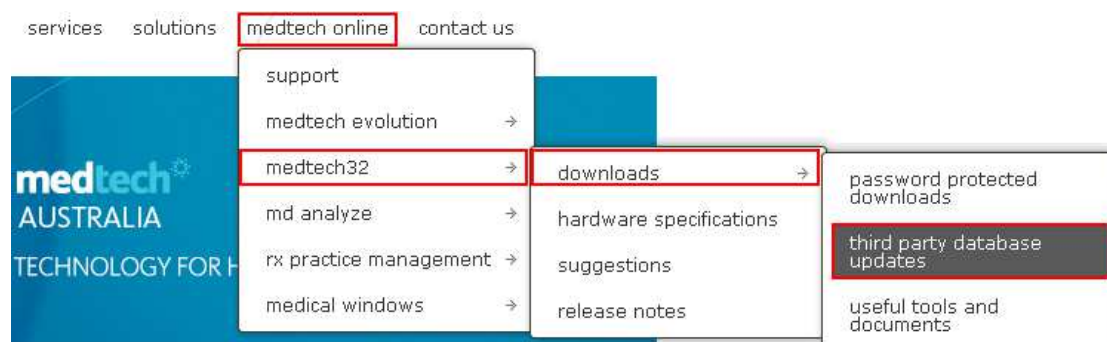 services solutions medtech online contact us
support
medtech evolution →
medtech32 →
md analyze →
rx practice management →
medical windows →
downloads →
hardware specifications
suggestions
release notes
password protected
downloads
third party database
updates
useful tools and
documents
medtech
AUSTRALIA
TECHNOLOGY FOR